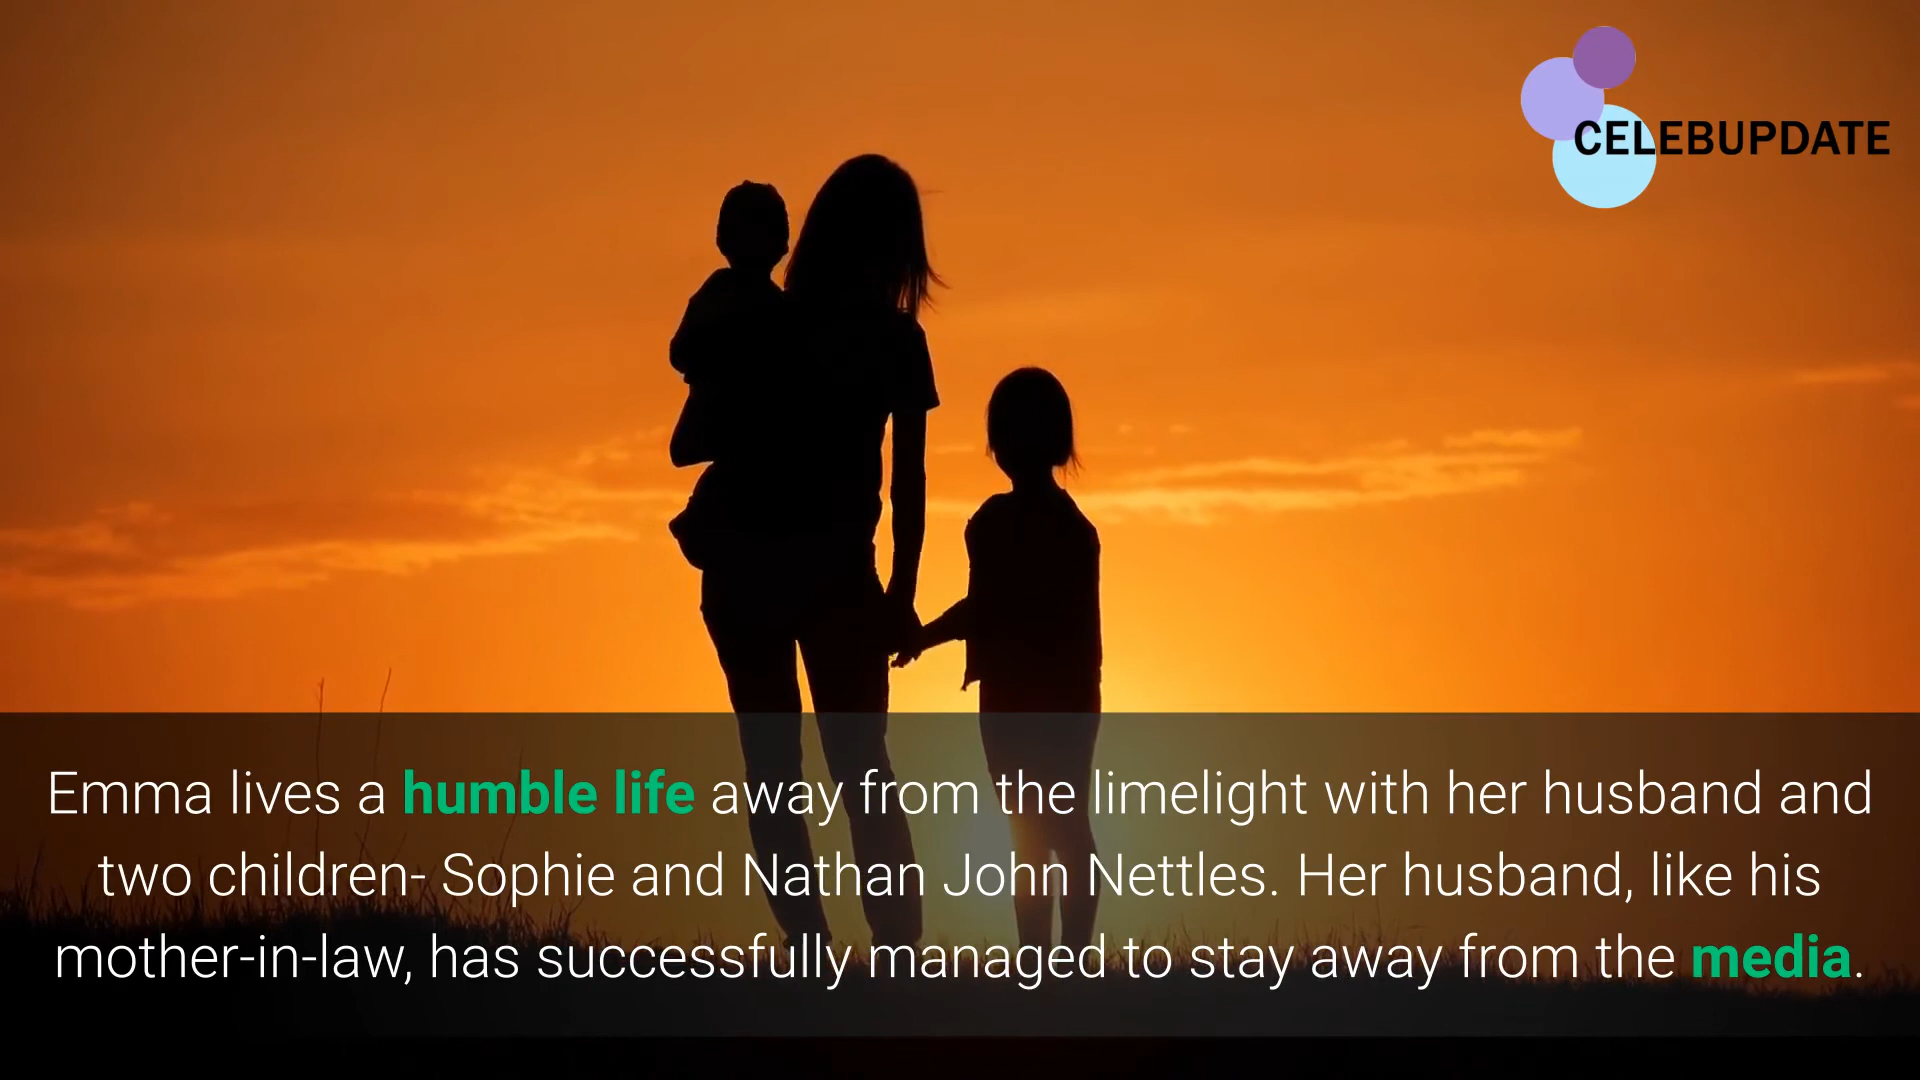 CELEBUPDATE
Emma lives a humble life away from the limelight with her husband and
two children- Sophie and Nathan John Nettles. Her husband, like his
mother-in-law, has successfully managed to stay away from the media.